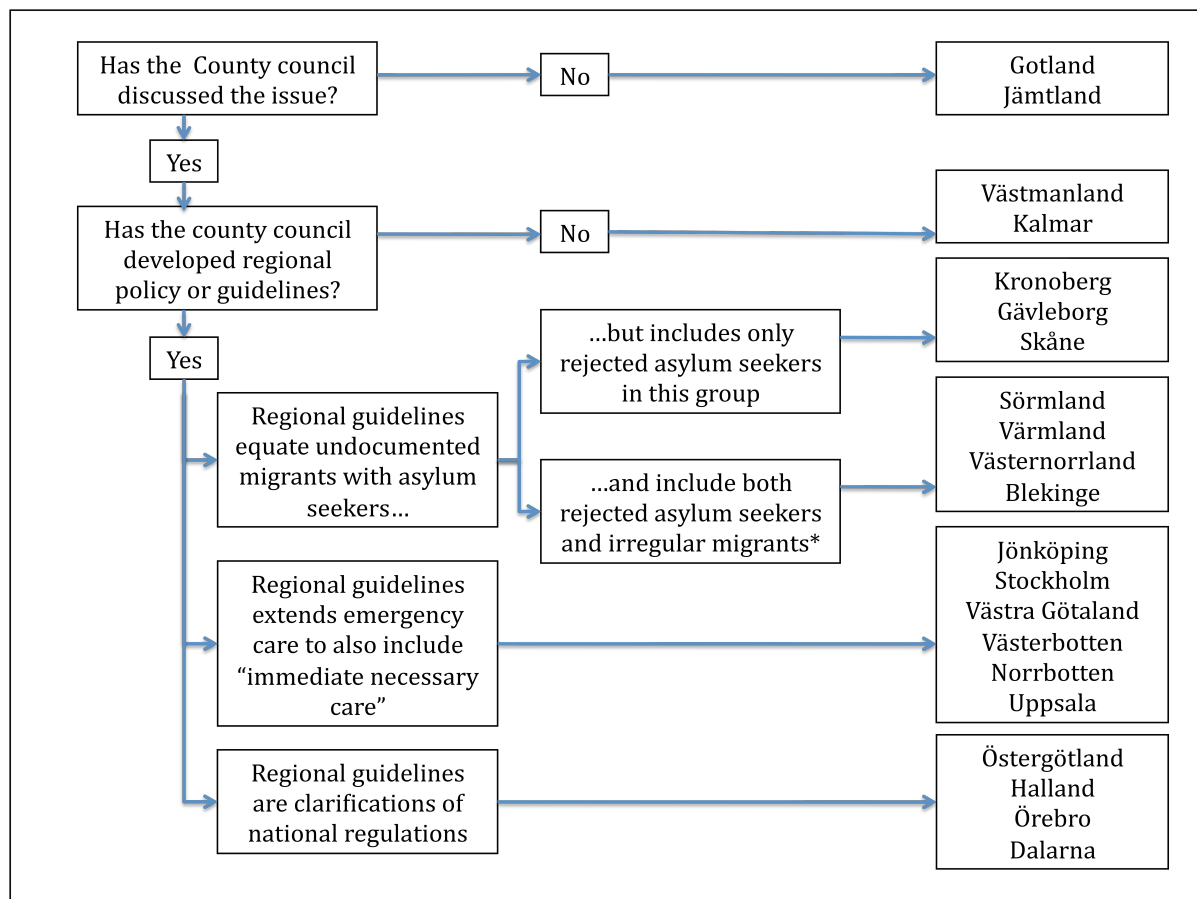 Has the County council
discussed the issue?
No
Gotland
Jämtland
Yes
Has the county council
developed regional
policy or guidelines?
No
Västmanland
Kalmar
Yes
Regional guidelines
equate undocumented
migrants with asylum
seekers…
…but includes only
rejected asylum seekers
in this group
Kronoberg
Gävleborg
Skåne
…and include both
rejected asylum seekers
and irregular migrants*
Sörmland
Värmland
Västernorrland
Blekinge
Regional guidelines
extends emergency
care to also include
“immediate necessary
care”
Jönköping
Stockholm
Västra Götaland
Västerbotten
Norrbotten
Uppsala
Regional guidelines
are clarifications of
national regulations
Östergötland
Halland
Örebro
Dalarna